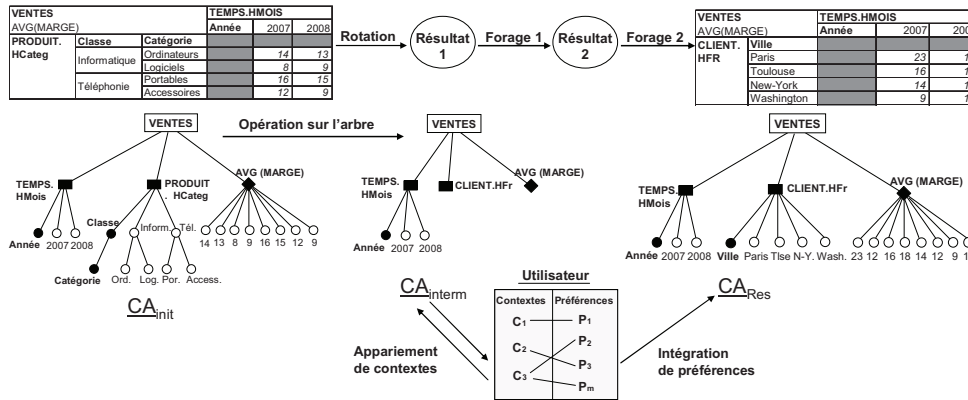 VENTES
AVG(MARGE)
TEMPS.HMOIS
Année 2007 2008
PRODUIT.
HCateg
Classe Catégorie
Informatique Ordinateurs 14 13
Logiciels 8 9
Téléphonie Portables 16 15
Accessoires 12 9
Rotation
Résultat
1
Forage 1
Résultat
2
Forage 2
VENTES
AVG(MARGE)
TEMPS.HMOIS
Année 2007
CLIENT.
HFR
Ville
Paris 23
Toulouse 16
New-York 14
Washington 9
VENTES
Opération sur l'arbre
VENTES
VENTES
TEMPS.
HMois
PRODUIT
. HCateg
AVG (MARGE)
Classe Inform. Tél.
Année 2007 2008
14 13 8 9 16 15 12 9
Catégorie Ord. Log. Por. Access.
CA init
TEMPS.
HMois
CLIENT.HFr
AVG (MARGE)
Année 2007 2008
CA interm
TEMPS.
HMois
CLIENT.HFr
AVG (MARGE)
Année 2007 2008 Ville Paris Tlse N-Y. Wash. 23 12 16 18 14 12 9
CA Res
Utilisateur
Contextes Préférences
C1 P1
C2 P2
C3 P3
Pm
Appariement
de contextes
Intégration
de préférences